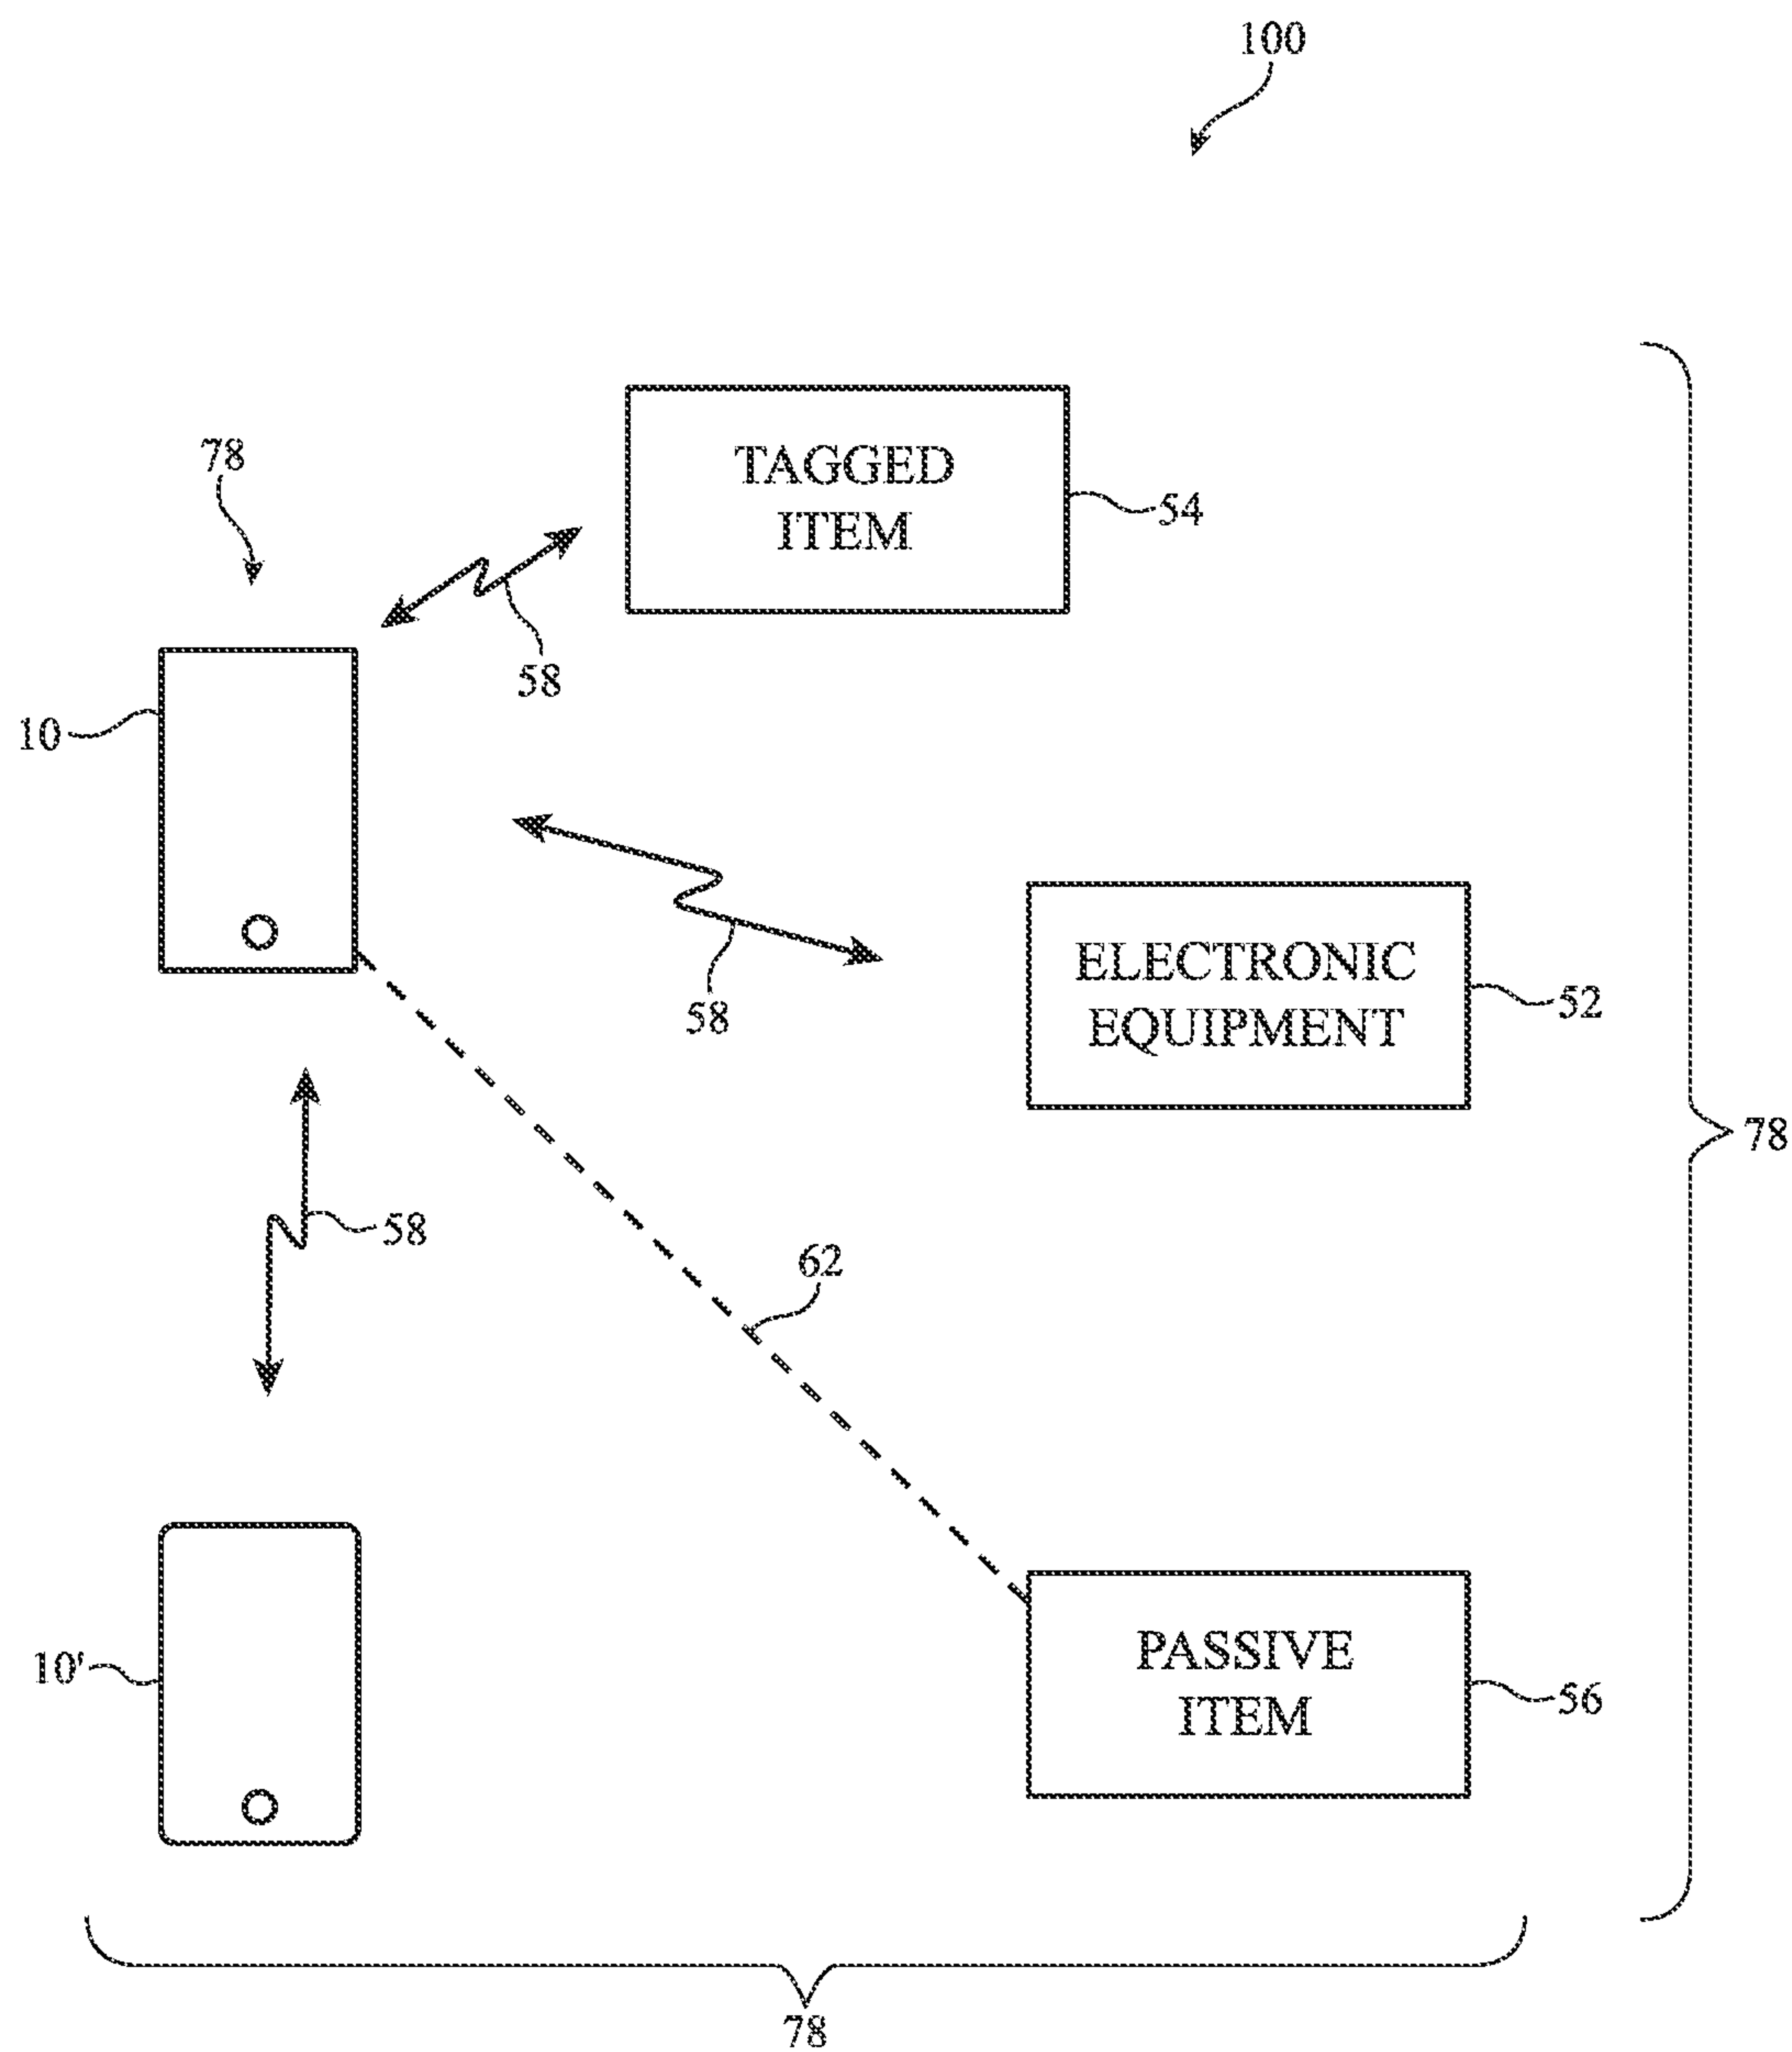 100
78
TAGGED
ITEM
54
58
10
ELECTRONIC
EQUIPMENT
52
58
78
58
62
10'
PASSIVE
ITEM
56
78